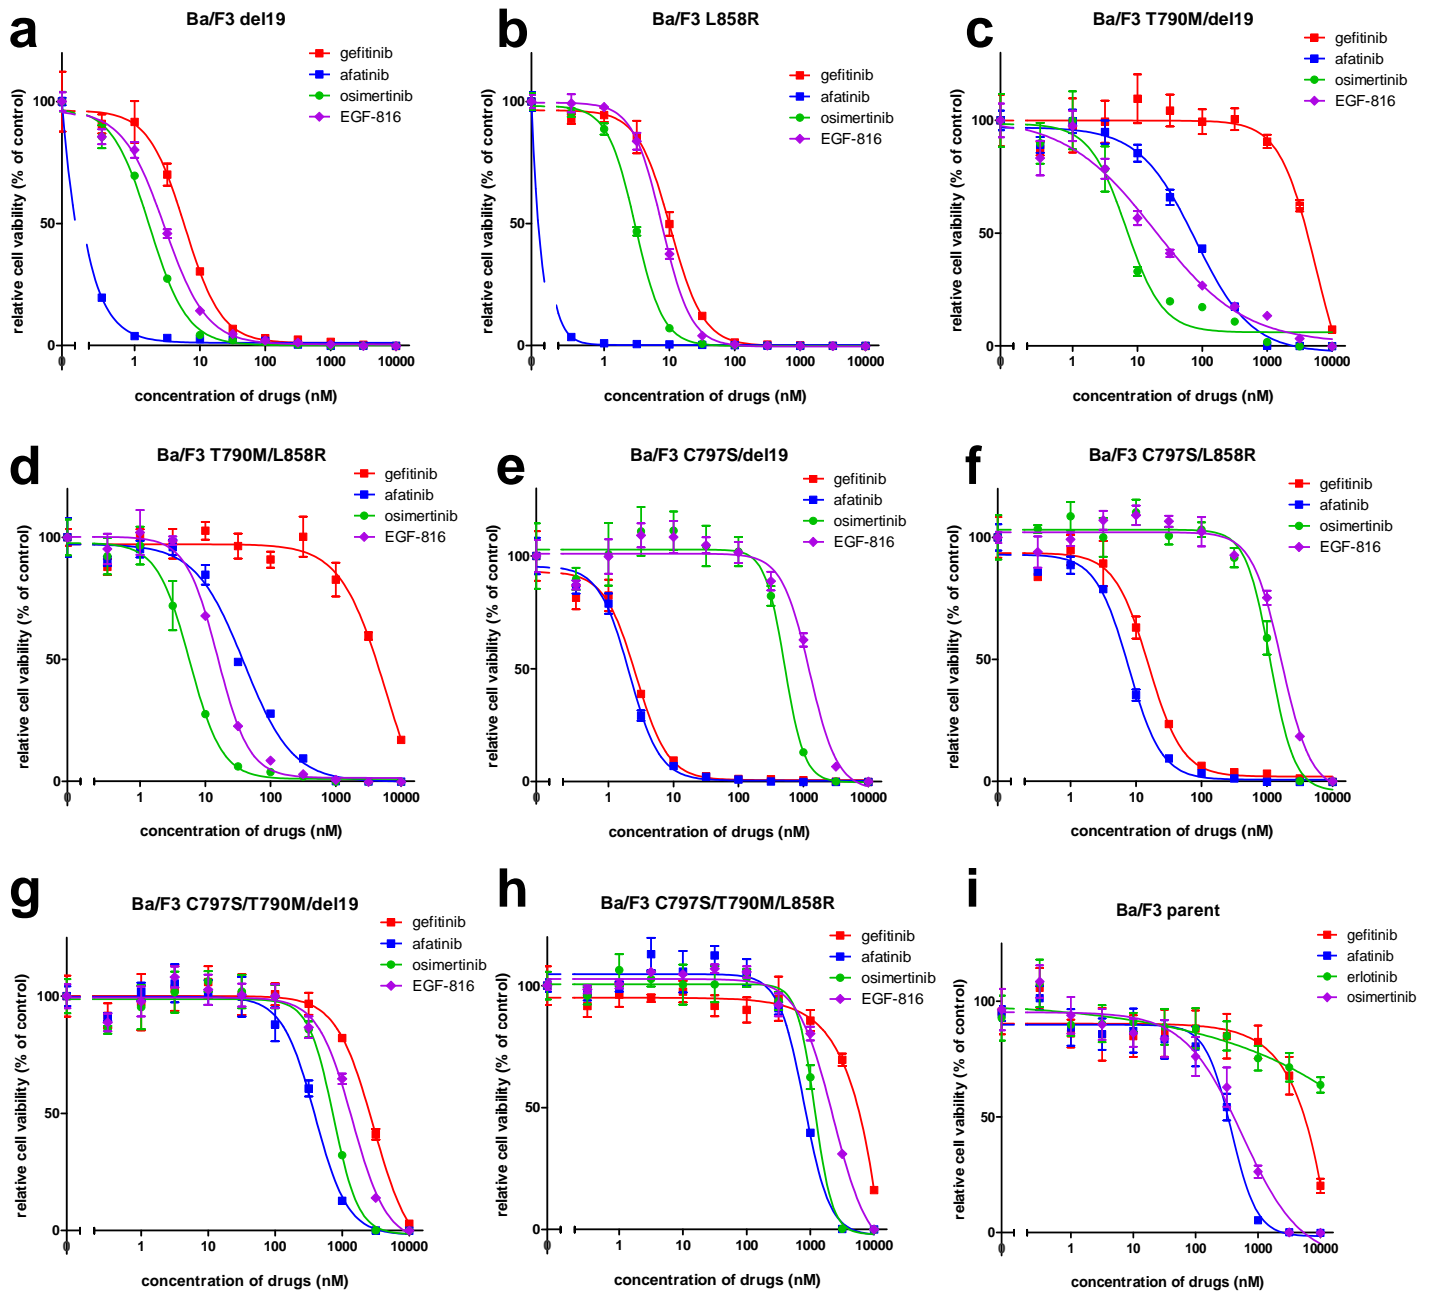 a
Ba/F3 del19
gefitinib
afatinib
osimertinib
EGF-816
relative cell vaibility (% of control)
100
50
0
0
1
10
100
1000
10000
concentration of drugs (nM)
b
Ba/F3 L858R
gefitinib
afatinib
osimertinib
EGF-816
relative cell vaibility (% of control)
100
50
0
0
1
10
100
1000
10000
concentration of drugs (nM)
c
Ba/F3 T790M/del19
gefitinib
afatinib
osimertinib
EGF-816
relative cell vaibility (% of control)
100
50
0
0
1
10
100
1000
10000
concentration of drugs (nM)
d
Ba/F3 T790M/L858R
gefitinib
afatinib
osimertinib
EGF-816
relative cell vaibility (% of control)
100
50
0
0
1
10
100
1000
10000
concentration of drugs (nM)
e
Ba/F3 C797S/del19
gefitinib
afatinib
osimertinib
EGF-816
relative cell vaibility (% of control)
100
50
0
0
1
10
100
1000
10000
concentration of drugs (nM)
f
Ba/F3 C797S/L858R
gefitinib
afatinib
osimertinib
EGF-816
relative cell vaibility (% of control)
100
50
0
0
1
10
100
1000
10000
concentration of drugs (nM)
g
Ba/F3 C797S/T790M/del19
gefitinib
afatinib
osimertinib
EGF-816
relative cell vaibility (% of control)
100
50
0
0
1
10
100
1000
10000
concentration of drugs (nM)
h
Ba/F3 C797S/T790M/L858R
gefitinib
afatinib
osimertinib
EGF-816
relative cell vaibility (% of control)
100
50
0
0
1
10
100
1000
10000
concentration of drugs (nM)
i
Ba/F3 parent
gefitinib
afatinib
erlotinib
osimertinib
relative cell vaibility (% of control)
100
50
0
0
1
10
100
1000
10000
concentration of drugs (nM)